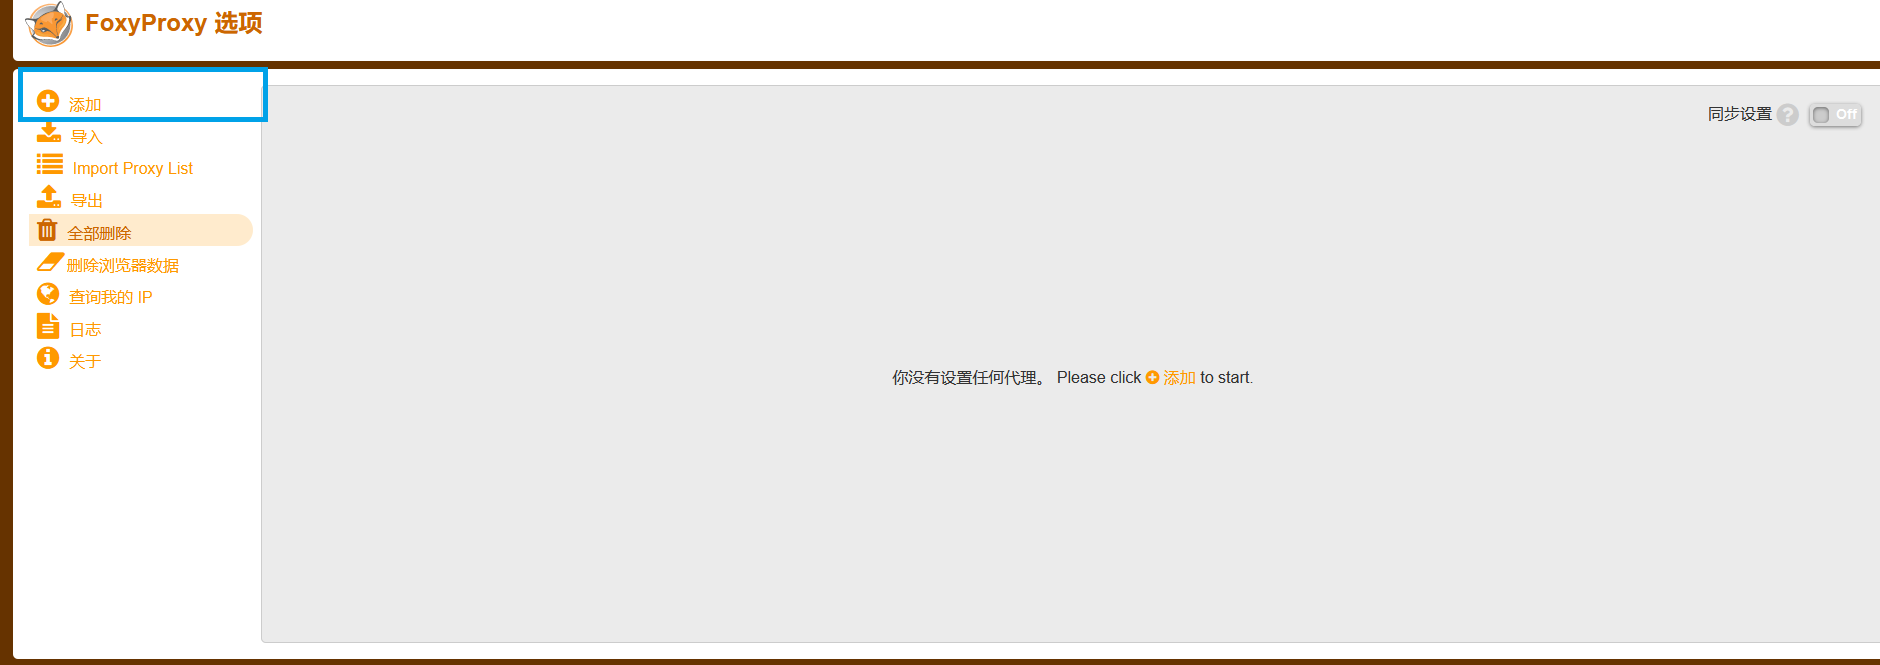 FoxyProxy 选项
添加
导入
Import Proxy List
导出
全部删除
删除浏览器数据
查询我的 IP
日志
关于
同步设置 ? Off
你没有设置任何代理。 Please click 添加 to start.